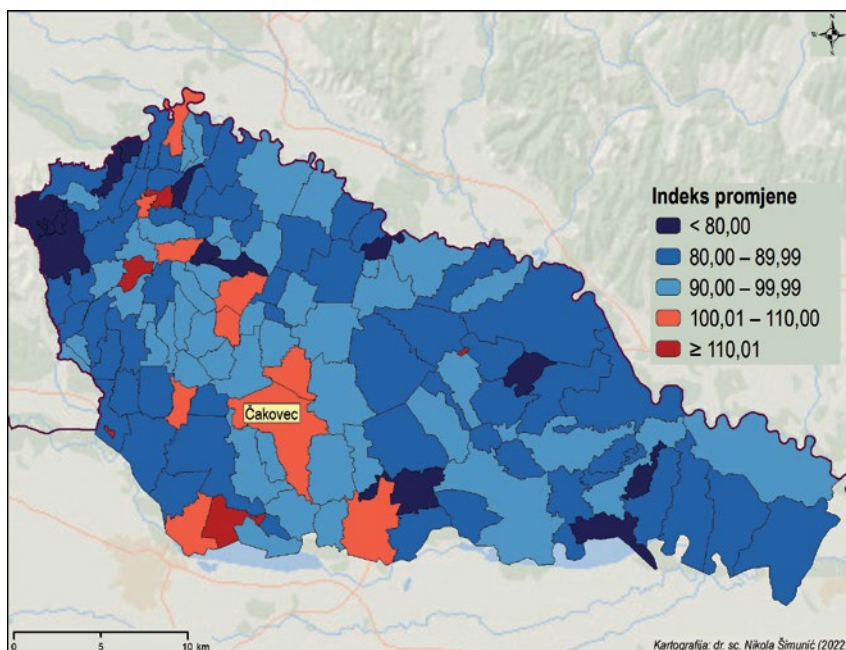 N
W
E
S
Indeks promjene
< 80,00
80,00 – 89,99
90,00 – 99,99
100,01 – 110,00
≥ 110,01
Čakovec
0 5 10 km
Kartografija: dr. sc. Nikola Šimunić (2022